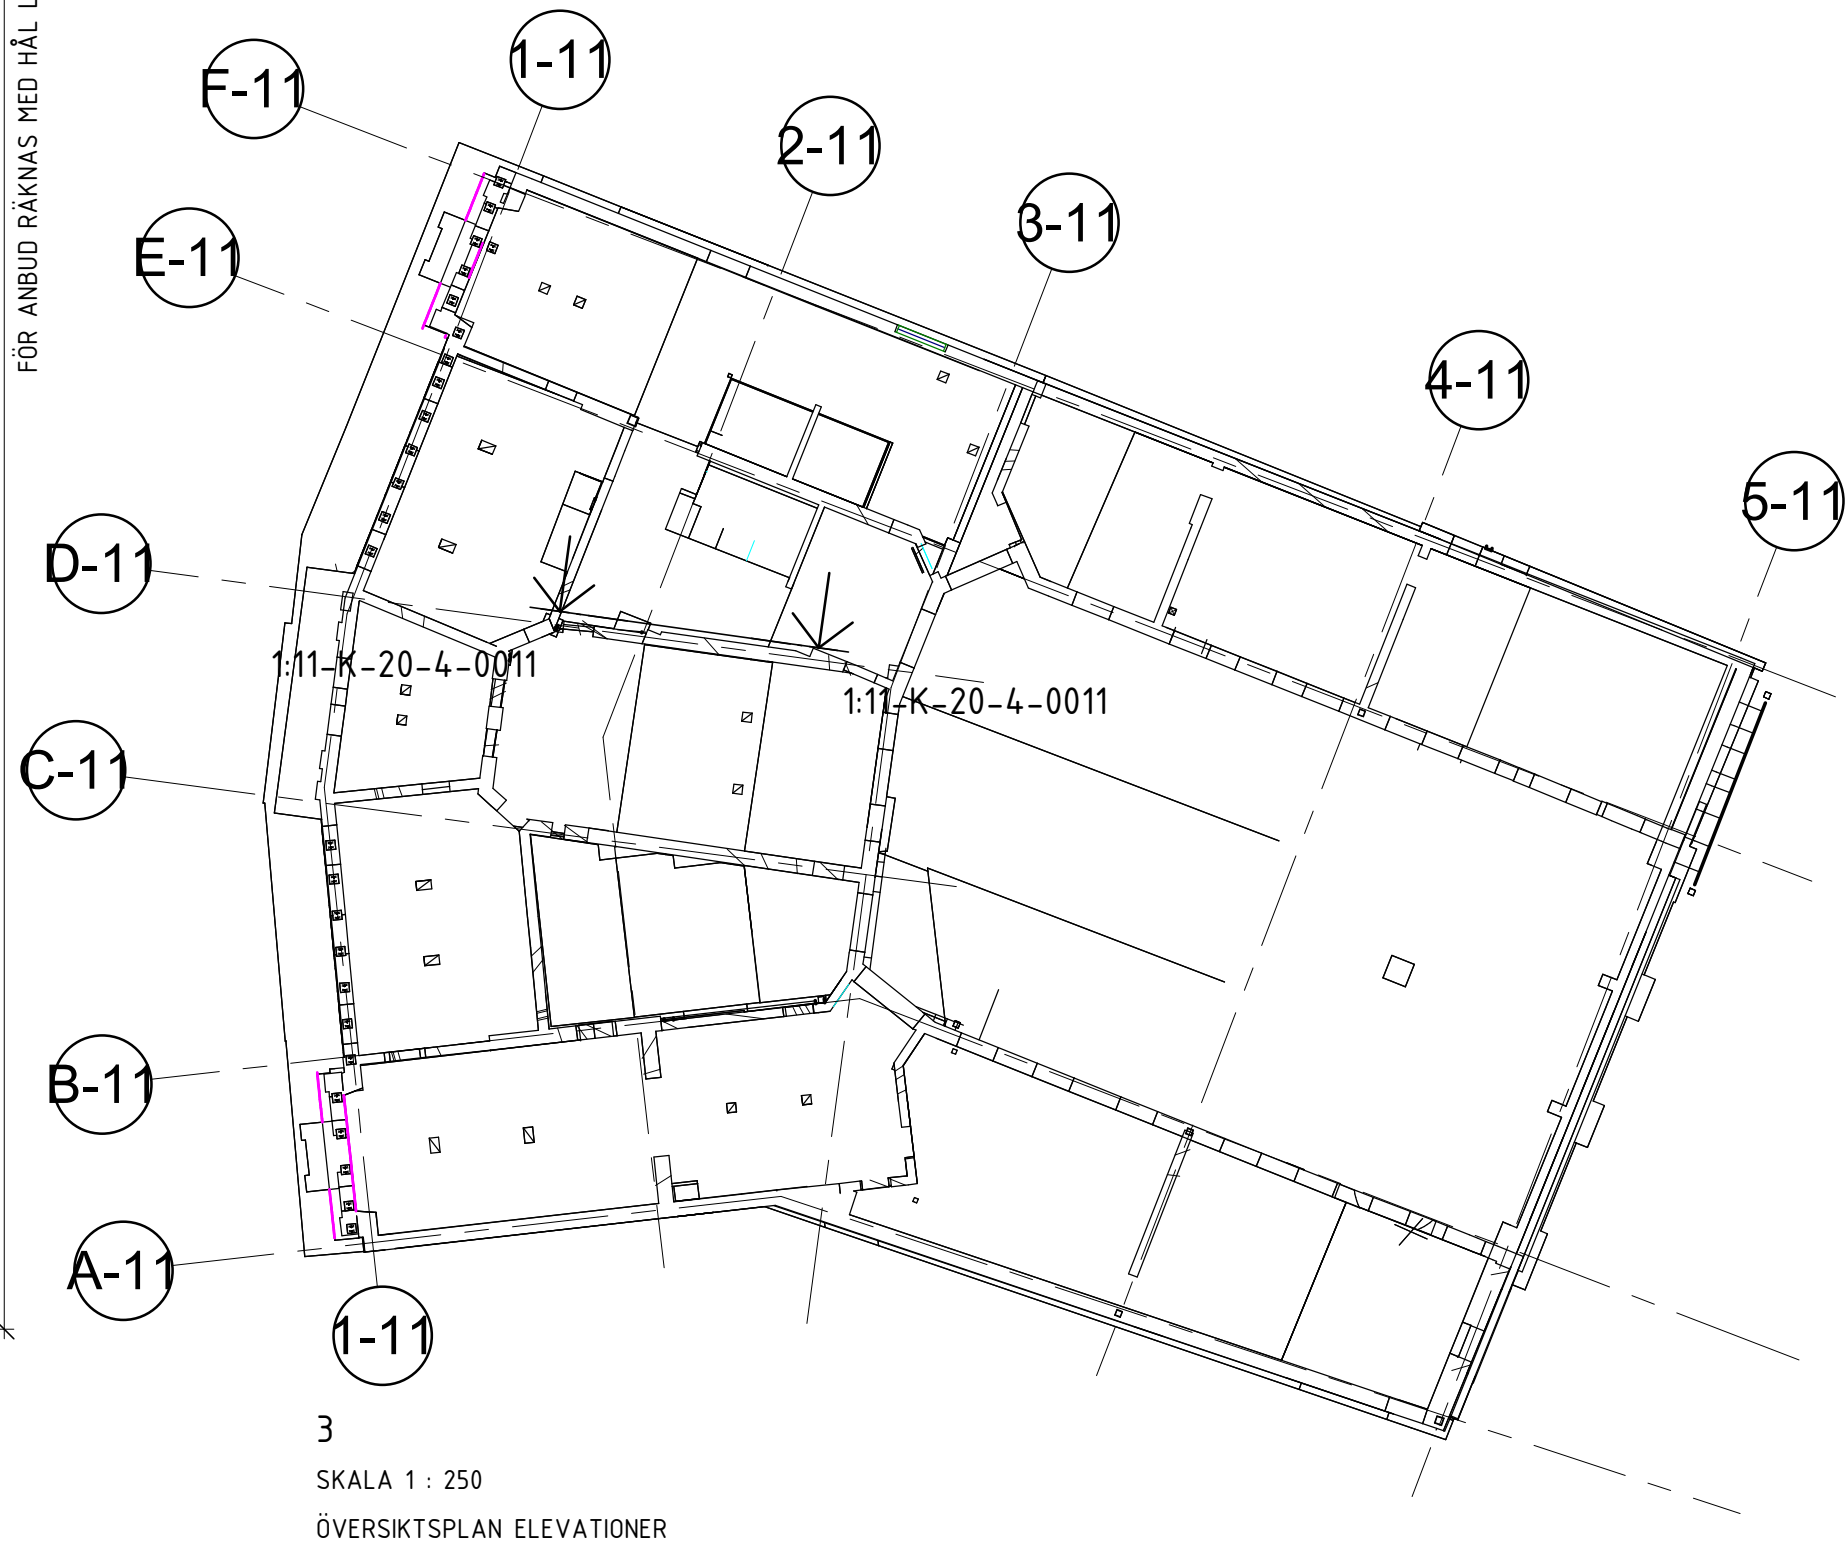 FÖR ANBUD RÄKNAS MED HÅL
1-11
F-11
2-11
3-11
E-11
4-11
5-11
D-11
1:11-K-20-4-0011
1:11-K-20-4-0011
C-11
B-11
A-11
1-11
3
SKALA 1 : 250
ÖVERSIKTSPLAN ELEVATIONER